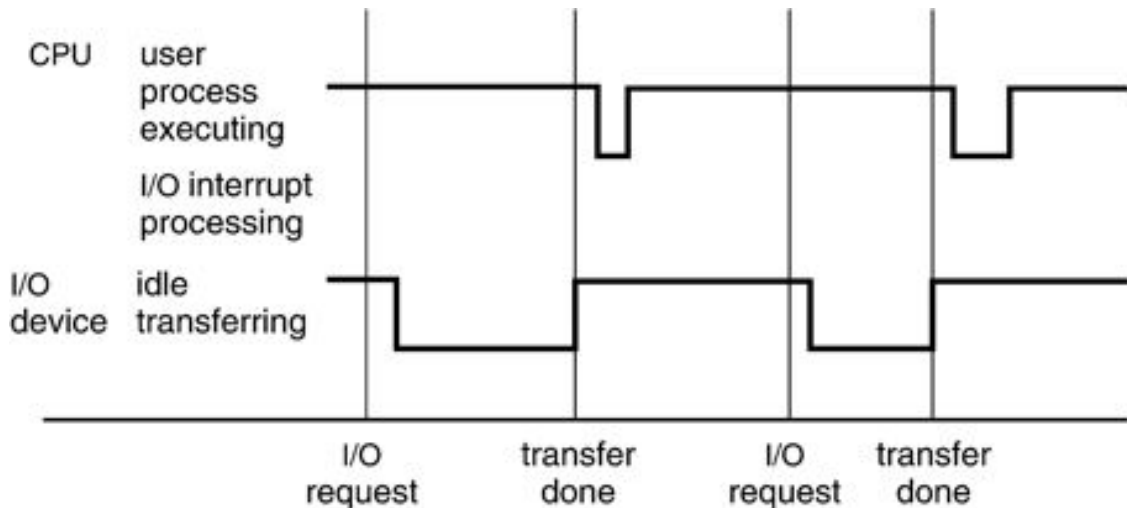 CPU user
process
executing
I/O interrupt
processing
I/O idle
device transferring
I/O transfer I/O transfer
request done request done